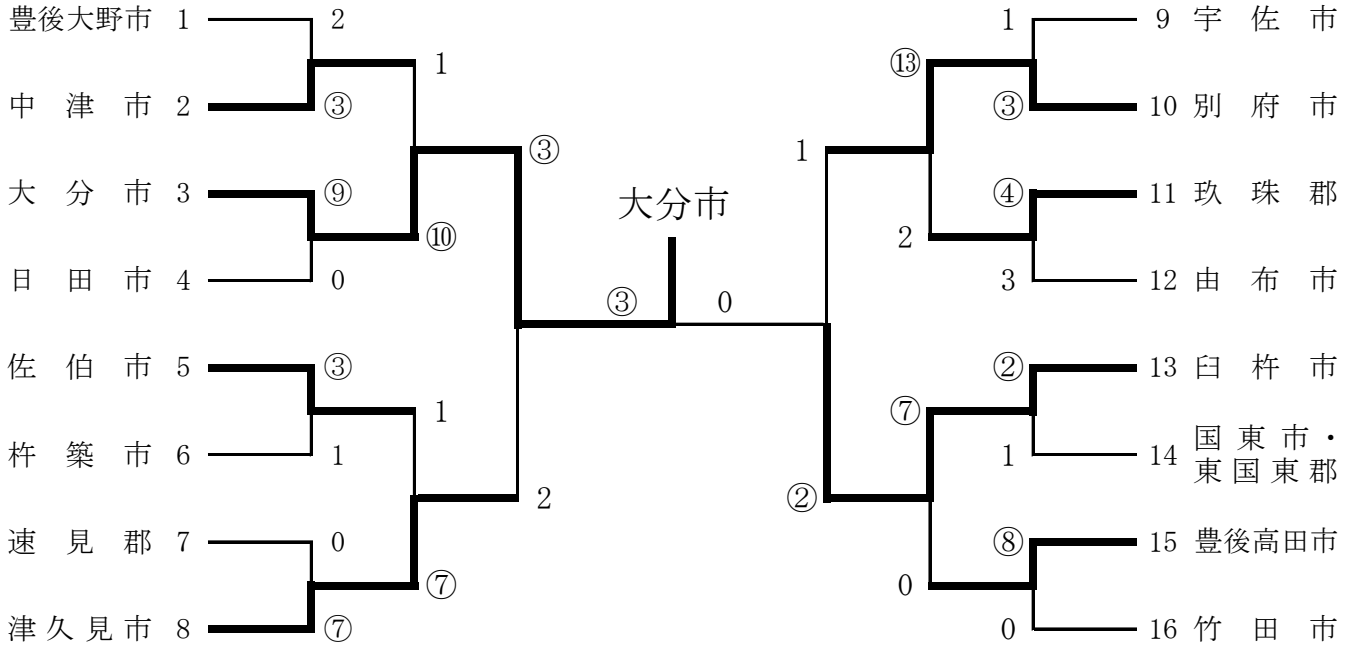 豊後大野市 1 2
1
中津市 2 ③
③
大分市 3 ⑨
⑩
日田市 4 0
佐伯市 5 ③
1
杵築市 6 1
2
速見郡 7 0
⑦
津久見市 8 ⑦
大分市
③ 0
1 9 宇佐市
⑬
③ 10 別府市
1
④ 11 玖珠郡
2
3 12 由布市
② 13 臼杵市
⑦
1 14 国東市・
東国東郡
②
⑧ 15 豊後高田市
0
0 16 竹田市